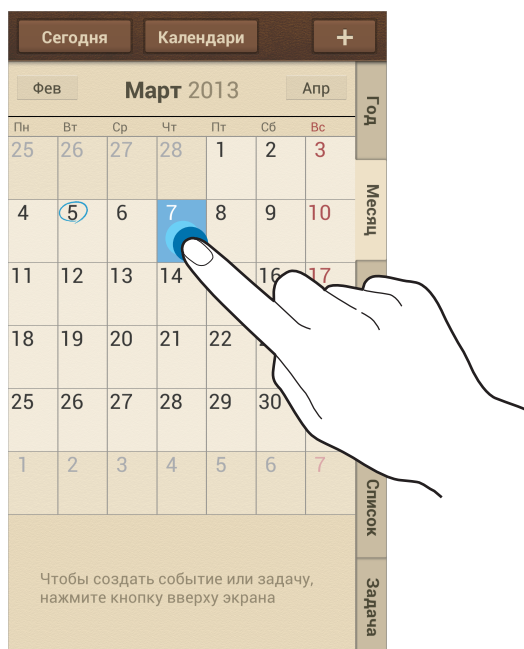 Сегодня Календари +
Фев Март 2013 Апр
Пн Вт Ср Чт Пт Сб Вс
25 26 27 28 1 2 3
4 5 6 7 8 9 10
11 12 13 14 16 17
18 19 20 21 22
25 26 27 28 29 30
1 2 3 4 5 6 7
Чтобы создать событие или задачу,
нажмите кнопку вверху экрана
Год
Месяц
Список
Задача